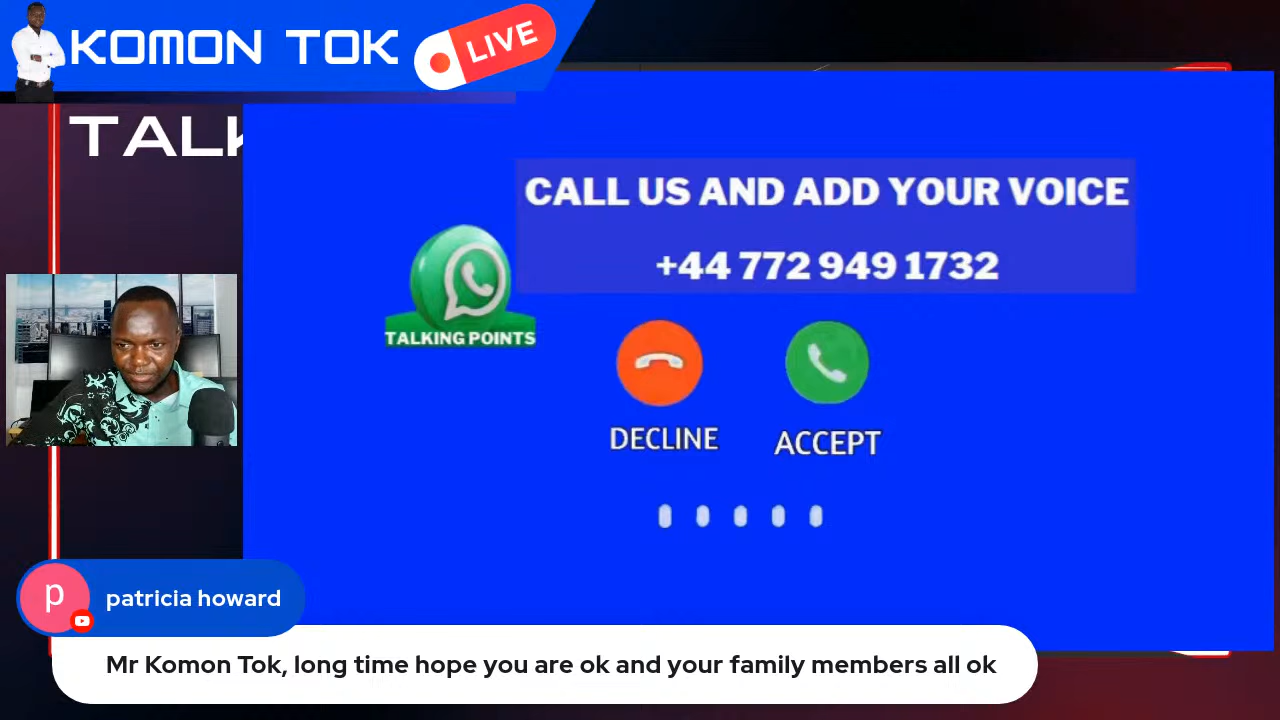 KOMON TOK
LIVE
TALK
CALL US AND ADD YOUR VOICE
+44 772 949 1732
TALKING POINTS
DECLINE
ACCEPT
p
patricia howard
Mr Komon Tok, long time hope you are ok and your family members all ok